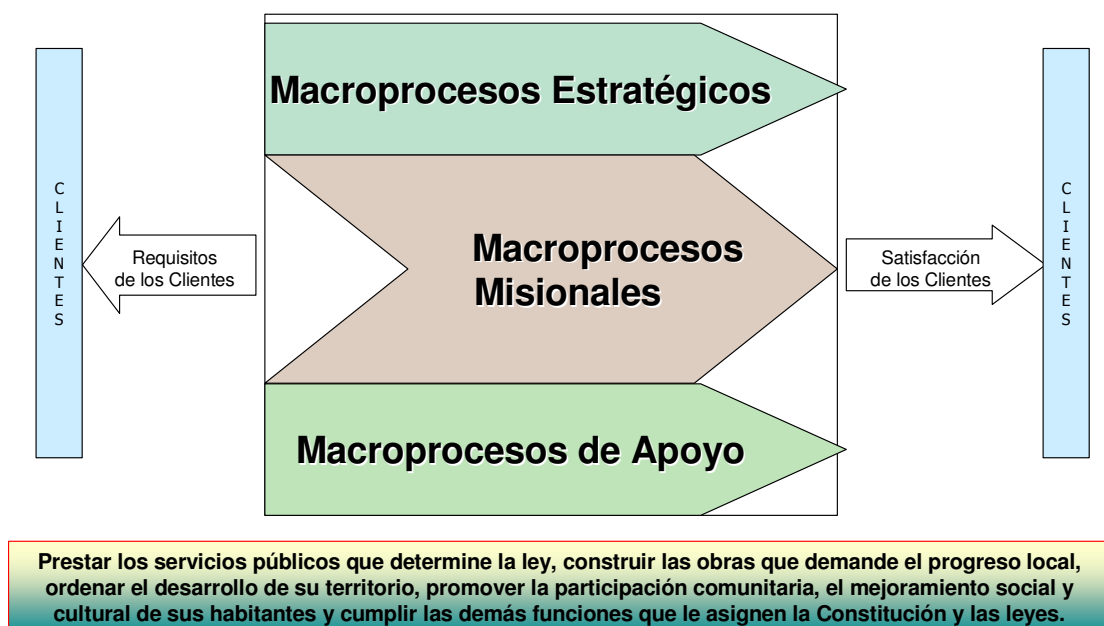 Macroprocesos Estratégicos
CLIENTES
Requisitos
de los Clientes
Macroprocesos
Misionales
Satisfacción
de los Clientes
CLIENTES
Macroprocesos de Apoyo
Prestar los servicios públicos que determine la ley, construir las obras que demande el progreso local,
ordenar el desarrollo de su territorio, promover la participación comunitaria, el mejoramiento social y
cultural de sus habitantes y cumplir las demás funciones que le asignen la Constitución y las leyes.